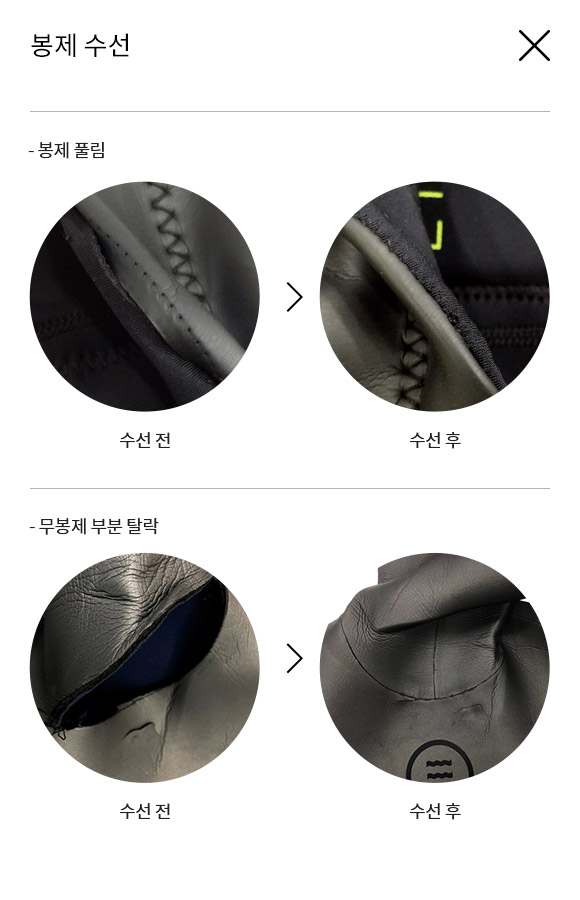 봉제 수선
- 봉제 풀림
수선 전
수선 후
- 무봉제 부분 탈락
수선 전
수선 후